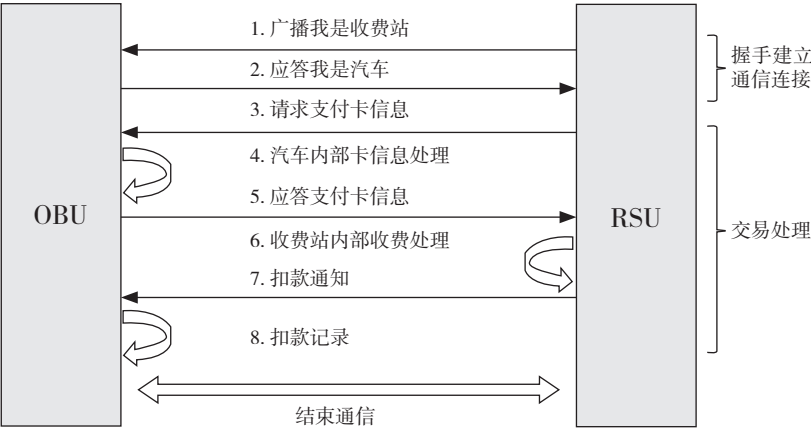 1. 广播我是收费站
2. 应答我是汽车
握手建立
通信连接
3. 请求支付卡信息
4. 汽车内部卡信息处理
5. 应答支付卡信息
OBU
RSU
6. 收费站内部收费处理
交易处理
7. 扣款通知
8. 扣款记录
结束通信